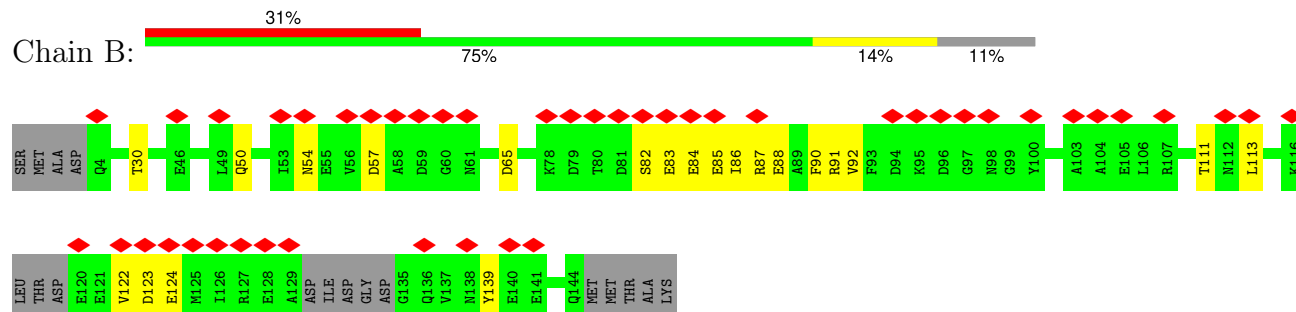 31%
Chain B:
75% 14% 11%
SER MET ALA ASP Q4 T30 E46 L49 Q50 I53 N54 E55 V56 D57 A58 D59 G60 N61 D65 K78 D79 T80 D81 S82 E83 E84 E85 I86 R87 E88 A89 F90 R91 V92 F93 D94 K95 D96 G97 N98 G99 Y100 A103 A104 E105 L106 R107 T111 N112 L113 K116
LEU THR ASP E120 E121 V122 D123 E124 M125 I126 R127 E128 A129 ASP ILE ASP GLY ASP G135 Q136 V137 N138 Y139 E140 E141 Q144 MET MET THR ALA LYS